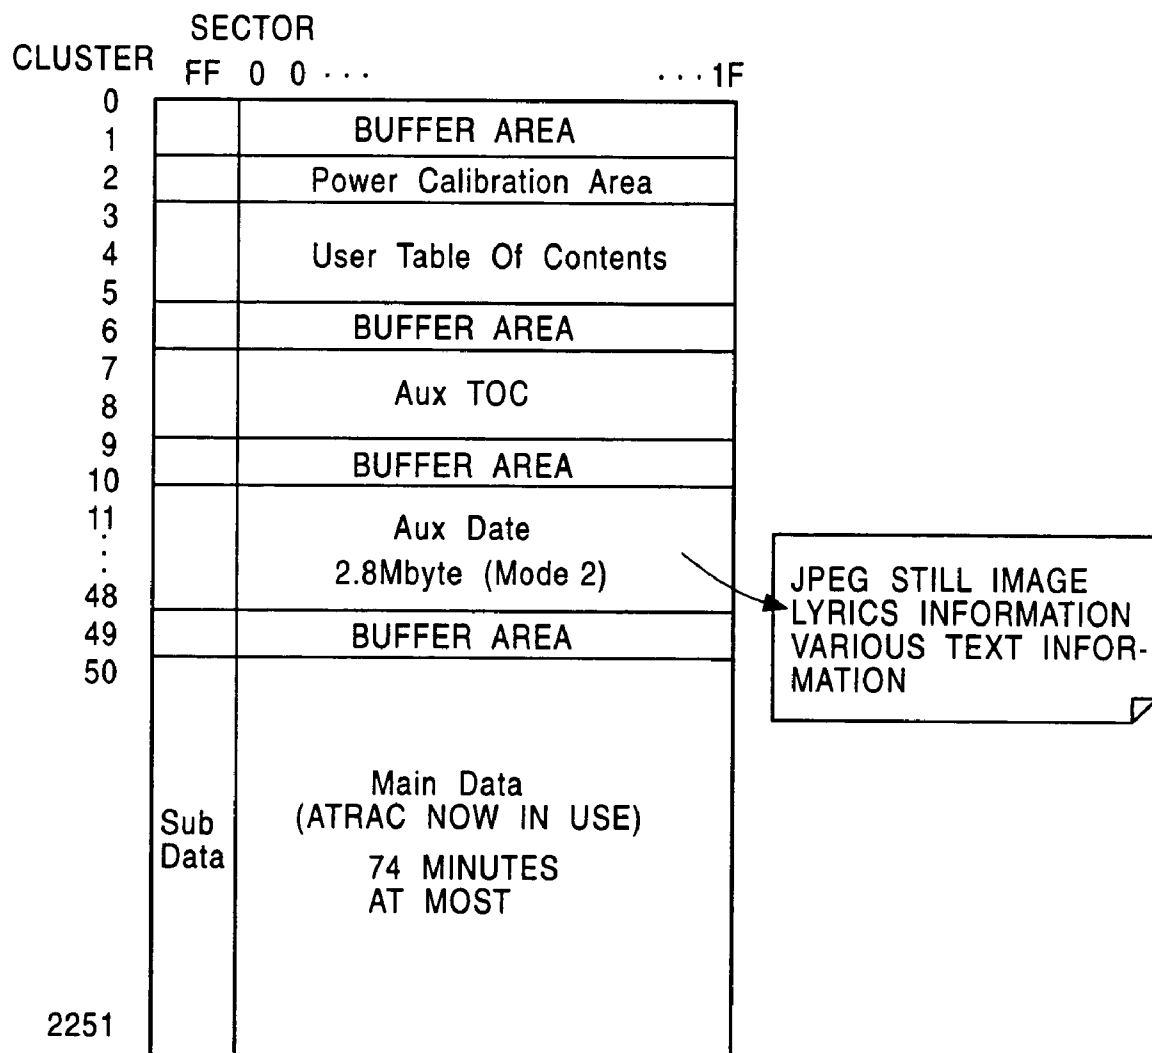 SECTOR
CLUSTER FF 0 0 ··· ···1F
0
1 BUFFER AREA
2 Power Calibration Area
3
4 User Table Of Contents
5
6 BUFFER AREA
7
8 Aux TOC
9
10 BUFFER AREA
11 Aux Date
⋮ 2.8Mbyte (Mode 2)
48
49 BUFFER AREA
50
JPEG STILL IMAGE
LYRICS INFORMATION
VARIOUS TEXT INFOR-
MATION
Main Data
(ATRAC NOW IN USE)
74 MINUTES
AT MOST
Sub
Data
2251